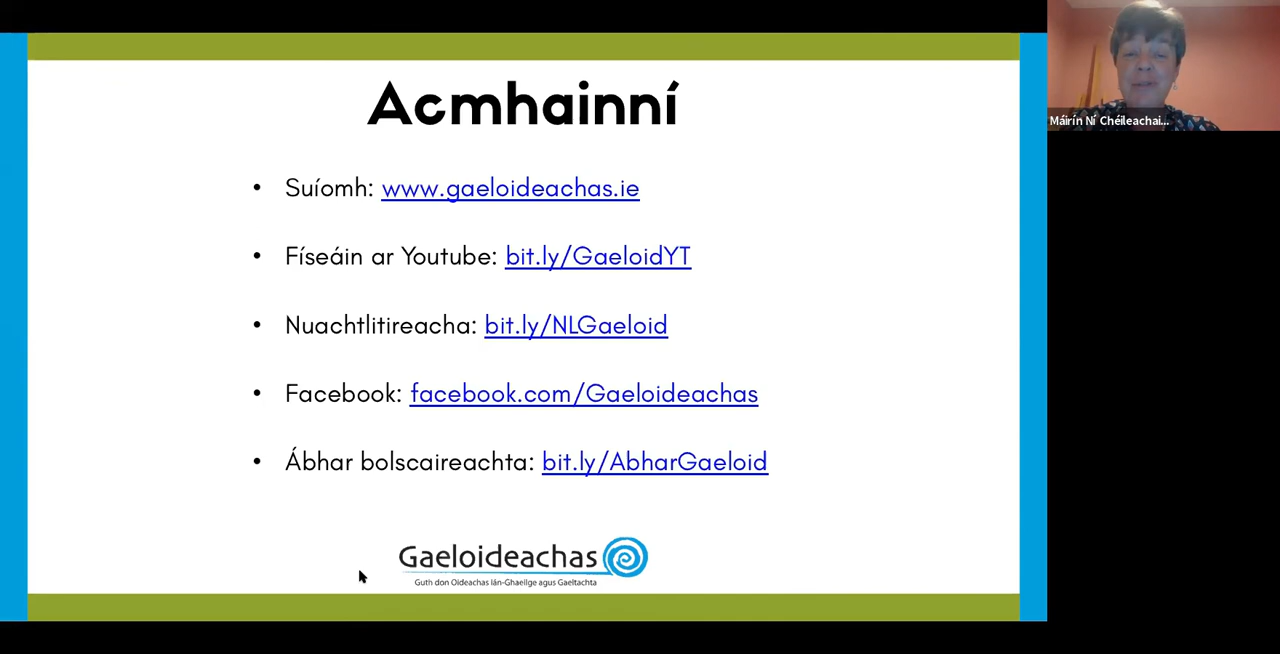 Acmhainní
• Suíomh: www.gaeloideachas.ie
• Físeáin ar Youtube: bit.ly/GaeloidYT
• Nuachtlitireacha: bit.ly/NLGaeloid
• Facebook: facebook.com/Gaeloideachas
• Ábhar bolscaireachta: bit.ly/AbharGaeloid
Gaeloideachas
Guth don Oideachas lán-Ghaeilge agus Gaeltachta
Máirín Ní Chéileachai...